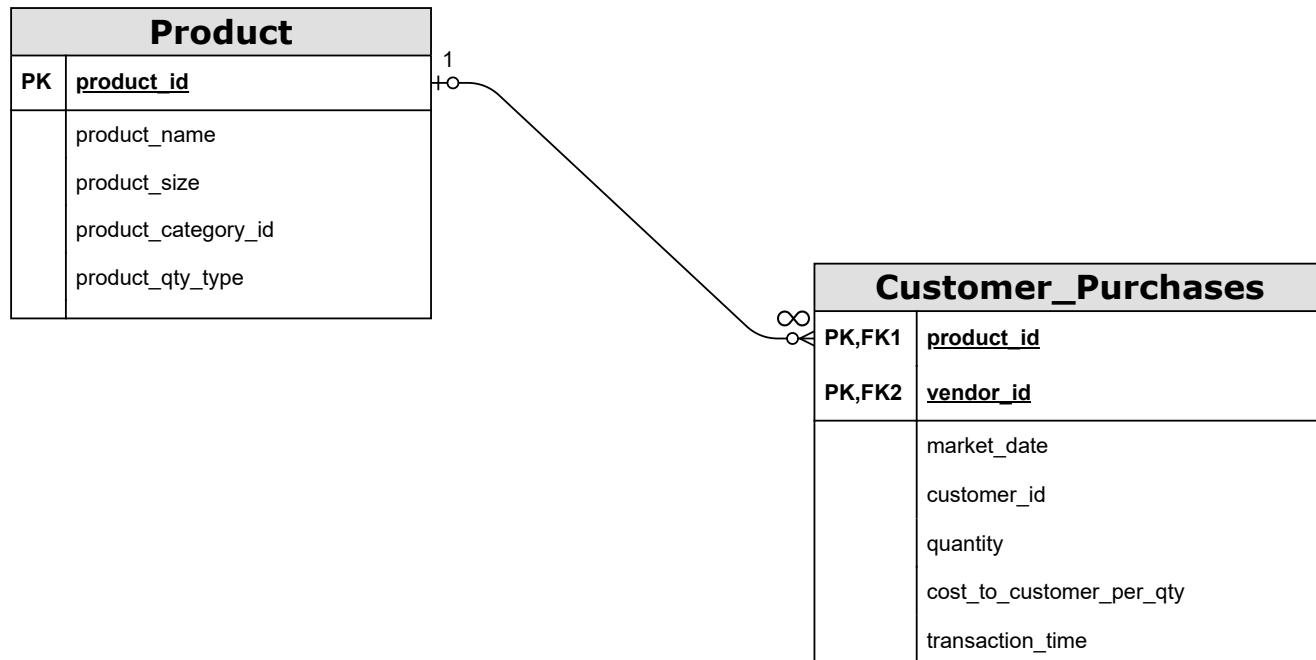 Product
PK product_id
product_name
product_size
product_category_id
product_qty_type
1
∞
Customer_Purchases
PK,FK1 product_id
PK,FK2 vendor_id
market_date
customer_id
quantity
cost_to_customer_per_qty
transaction_time